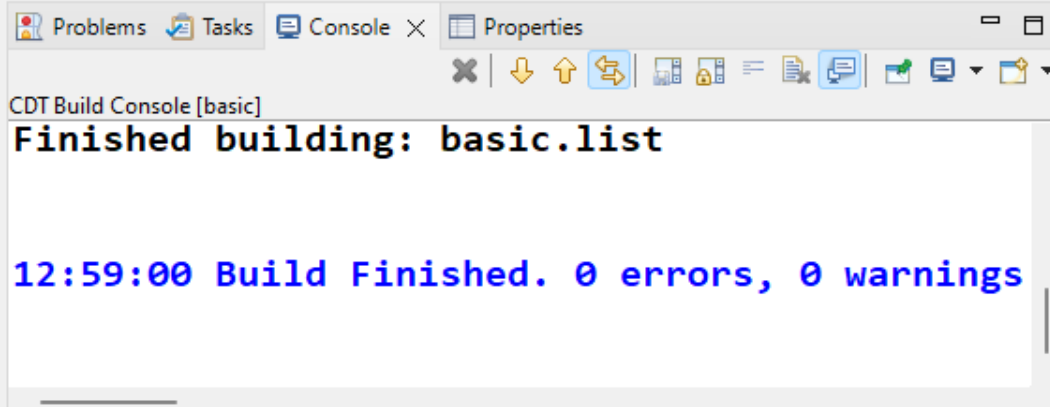 Problems Tasks Console Properties
CDT Build Console [basic]
Finished building: basic.list
12:59:00 Build Finished. 0 errors, 0 warnings